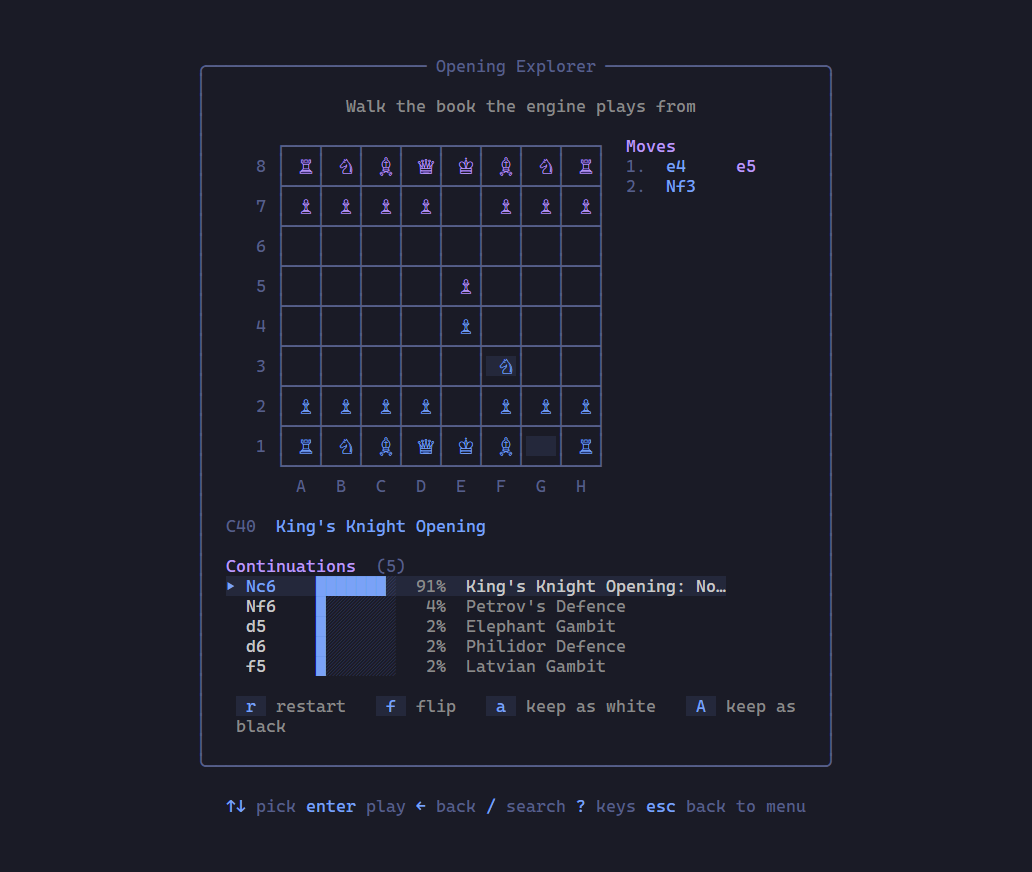 Opening Explorer
Walk the book the engine plays from
Moves
1. e4 e5
2. Nf3
8 ♖ ♘ ♗ ♕ ♔ ♗ ♘ ♖
7 ♟ ♟ ♟ ♟ ♟ ♟ ♟
6
5 ♟
4 ♟
3 ♘
2 ♟ ♟ ♟ ♟ ♟ ♟ ♟
1 ♖ ♘ ♗ ♕ ♔ ♗ ♖
A B C D E F G H
C40 King's Knight Opening
Continuations (5)
▶ Nc6 91% King's Knight Opening: No…
Nf6 4% Petrov's Defence
d5 2% Elephant Gambit
d6 2% Philidor Defence
f5 2% Latvian Gambit
r restart f flip a keep as white A keep as
black
↑↓ pick enter play ← back / search ? keys esc back to menu